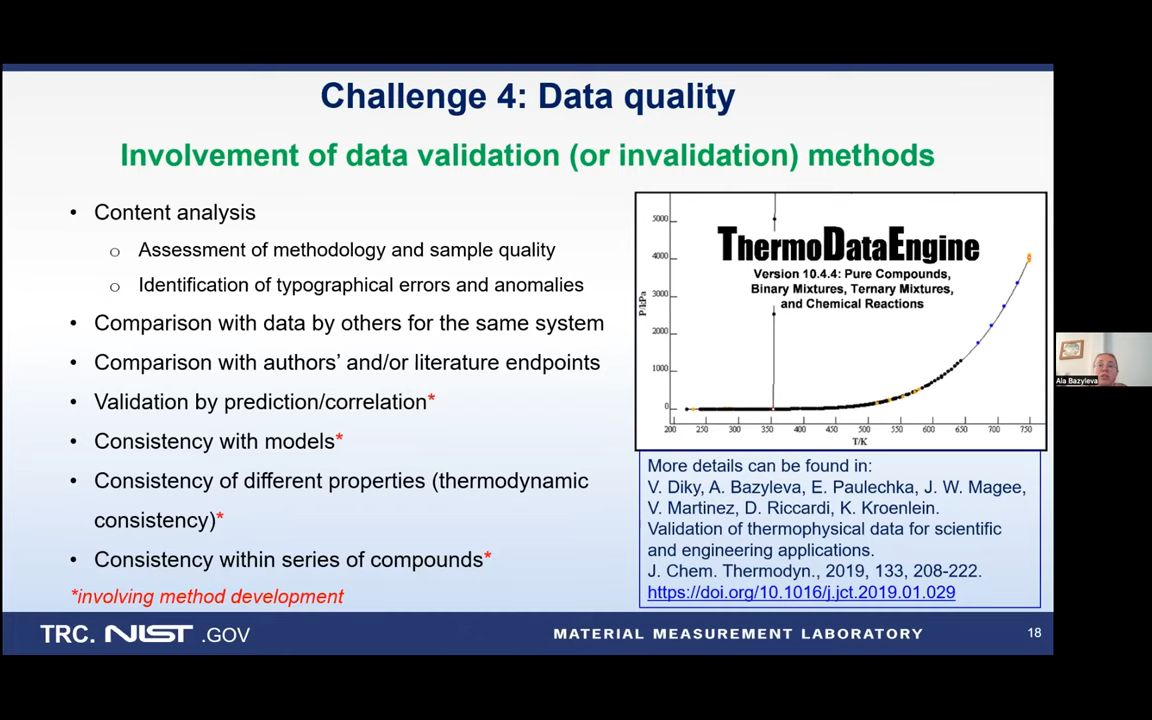 Challenge 4: Data quality
Involvement of data validation (or invalidation) methods
• Content analysis
o Assessment of methodology and sample quality
o Identification of typographical errors and anomalies
• Comparison with data by others for the same system
• Comparison with authors’ and/or literature endpoints
• Validation by prediction/correlation*
• Consistency with models*
• Consistency of different properties (thermodynamic
consistency)*
• Consistency within series of compounds*
*involving method development
ThermoDataEngine
Version 10.4.4: Pure Compounds,
Binary Mixtures, Ternary Mixtures,
and Chemical Reactions
P/kPa
5000
4000
3000
2000
1000
0
200 250 300 350 400 450 500 550 600 650 700 750
T/K
More details can be found in:
V. Diky, A. Bazyleva, E. Paulechka, J. W. Magee,
V. Martinez, D. Riccardi, K. Kroenlein.
Validation of thermophysical data for scientific
and engineering applications.
J. Chem. Thermodyn., 2019, 133, 208-222.
https://doi.org/10.1016/j.jct.2019.01.029
Ala Bazyleva
TRC. NIST .GOV
MATERIAL MEASUREMENT LABORATORY
18